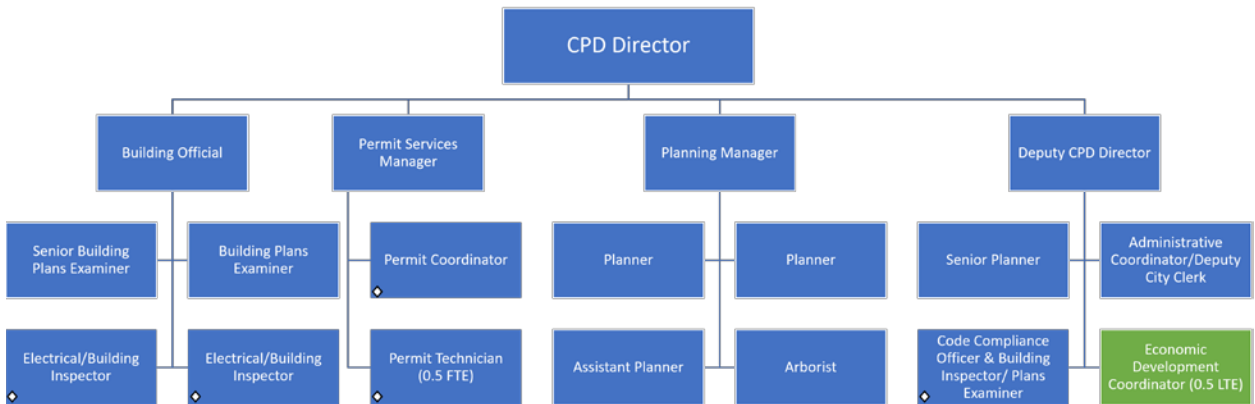 CPD Director
Building Official
Permit Services
Manager
Planning Manager
Deputy CPD Director
Senior Building
Plans Examiner
Building Plans
Examiner
Permit Coordinator
Planner
Planner
Senior Planner
Administrative
Coordinator/Deputy
City Clerk
Electrical/Building
Inspector
Electrical/Building
Inspector
Permit Technician
(0.5 FTE)
Assistant Planner
Arborist
Code Compliance
Officer & Building
Inspector/ Plans
Examiner
Economic
Development
Coordinator (0.5 LTE)